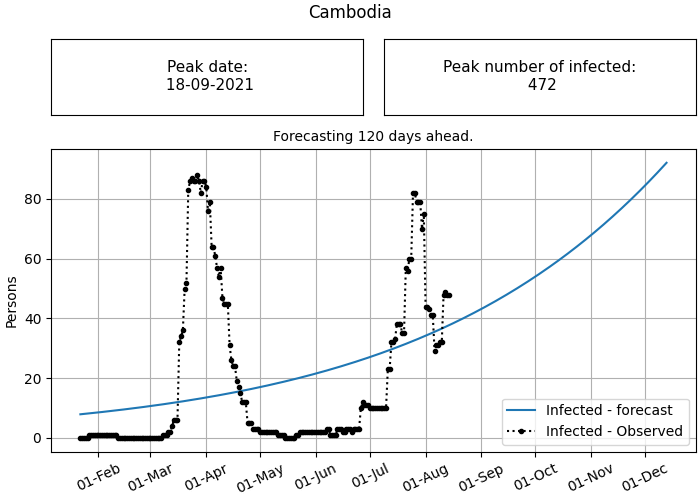 Cambodia
Peak date:
18-09-2021
Peak number of infected:
472
Forecasting 120 days ahead.
Persons
80
60
40
20
0
Infected - forecast
Infected - Observed
01-Feb
01-Mar
01-Apr
01-May
01-Jun
01-Jul
01-Aug
01-Sep
01-Oct
01-Nov
01-Dec